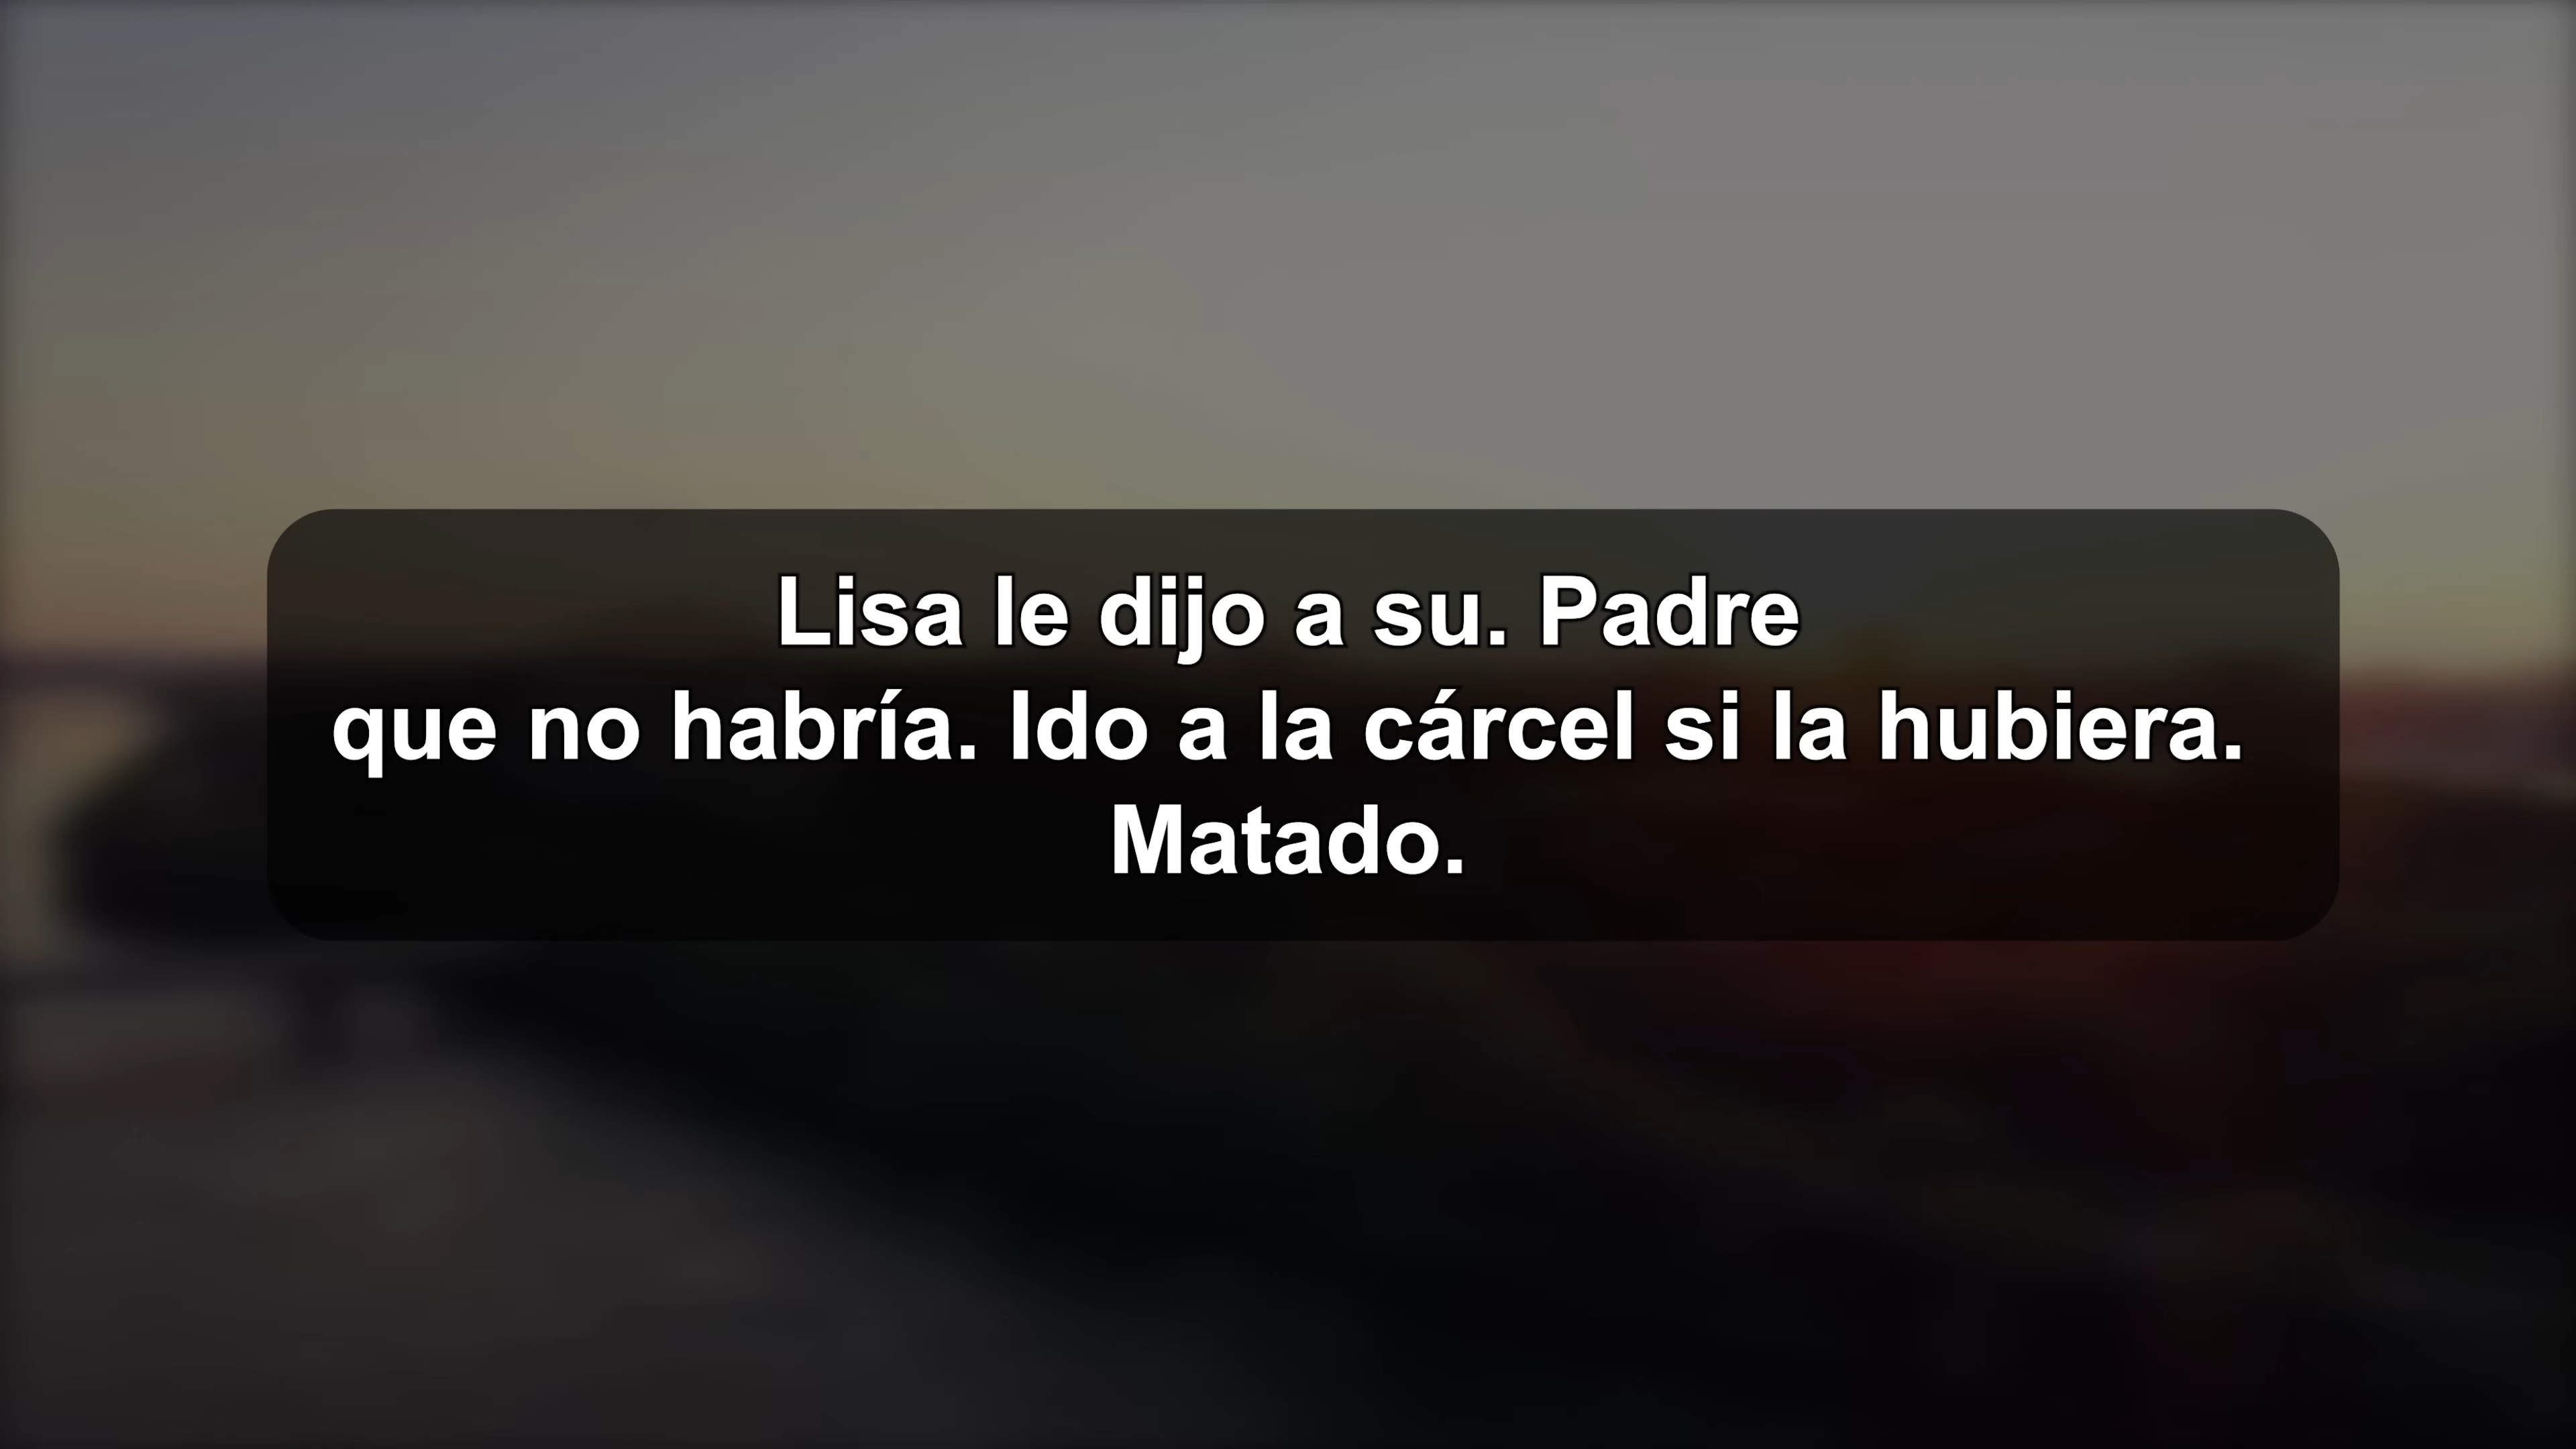 Lisa le dijo a su. Padre
que no habría. Ido a la cárcel si la hubiera.
Matado.